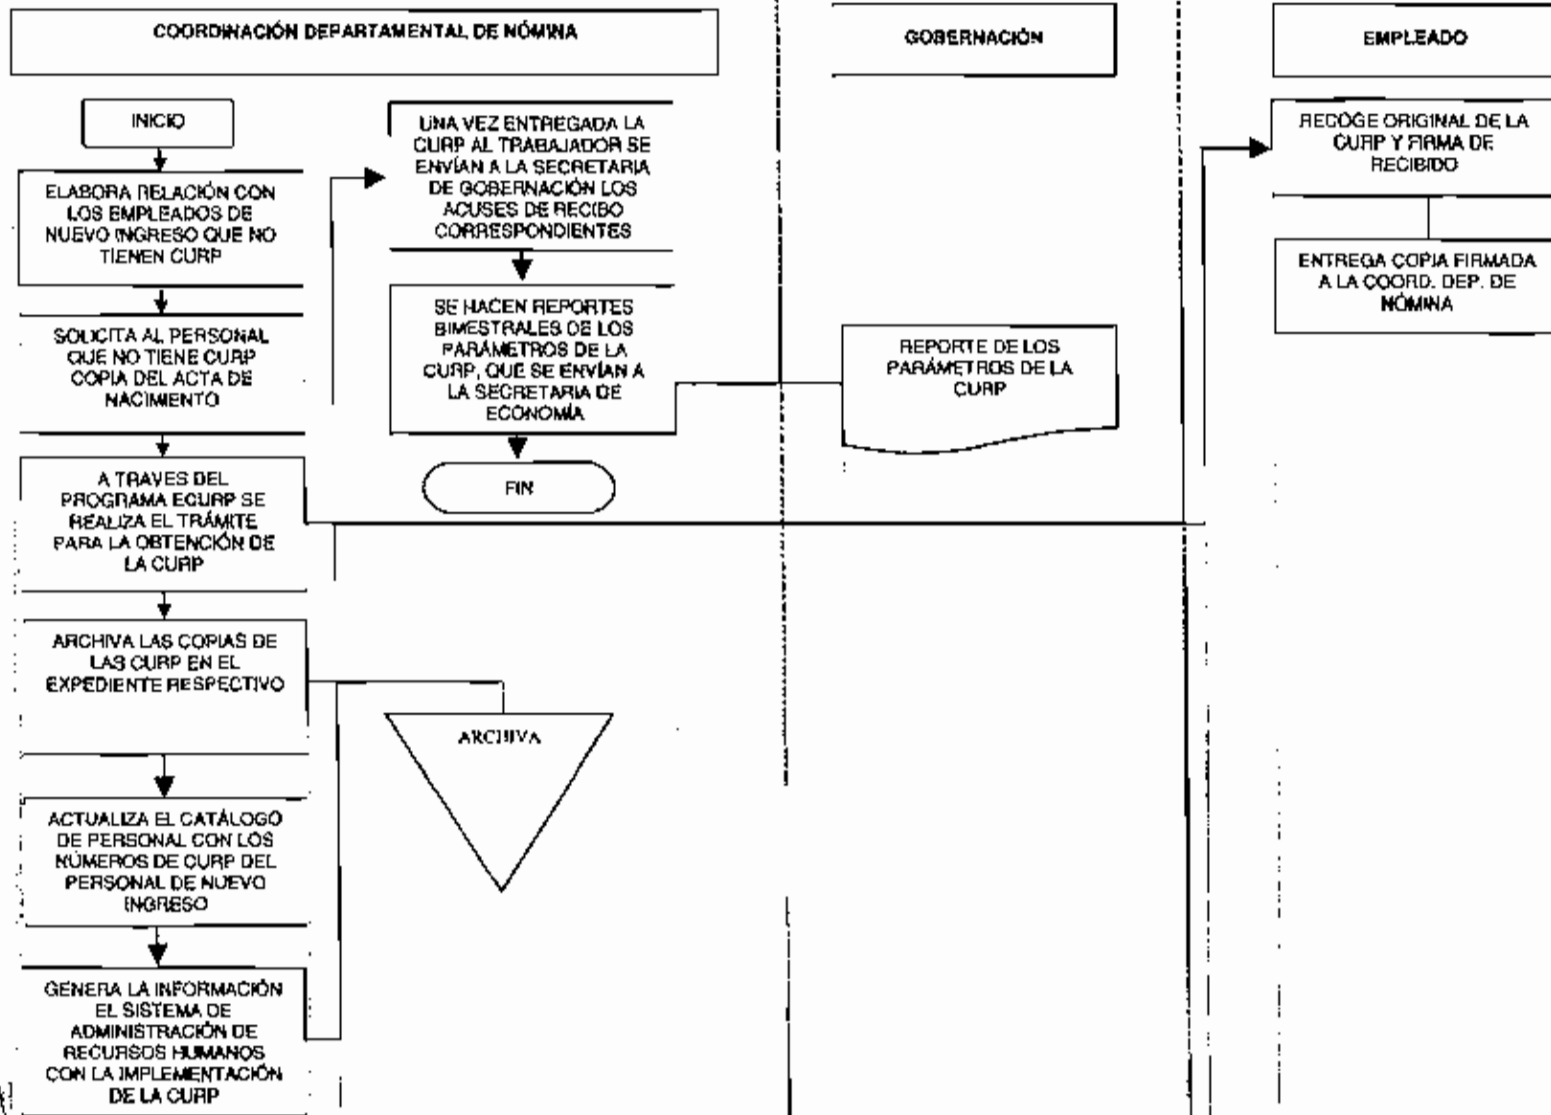 COORDINACIÓN DEPARTAMENTAL DE NÓMINA
GOBERNACIÓN
EMPLEADO
INICIO
ELABORA RELACIÓN CON
LOS EMPLEADOS DE
NUEVO INGRESO QUE NO
TIENEN CURP
SOLICITA AL PERSONAL
QUE NO TIENE CURP
COPIA DEL ACTA DE
NACIMIENTO
A TRAVES DEL
PROGRAMA ECURP SE
REALIZA EL TRÁMITE
PARA LA OBTENCIÓN DE
LA CURP
ARCHIVA LAS COPIAS DE
LAS CURP EN EL
EXPEDIENTE RESPECTIVO
ACTUALIZA EL CATÁLOGO
DE PERSONAL CON LOS
NÚMEROS DE CURP DEL
PERSONAL DE NUEVO
INGRESO
GENERA LA INFORMACIÓN
EL SISTEMA DE
ADMINISTRACIÓN DE
RECURSOS HUMANOS
CON LA IMPLEMENTACIÓN
DE LA CURP
UNA VEZ ENTREGADA LA
CURP AL TRABAJADOR SE
ENVÍAN A LA SECRETARIA
DE GOBERNACIÓN LOS
ACUSES DE RECIBO
CORRESPONDIENTES
SE HACEN REPORTES
BIMESTRALES DE LOS
PARÁMETROS DE LA
CURP, QUE SE ENVÍAN A
LA SECRETARIA DE
ECONOMÍA
FIN
ARCHIVA
REPORTE DE LOS
PARÁMETROS DE LA
CURP
RECOGE ORIGINAL DE LA
CURP Y FIRMA DE
RECIBIDO
ENTREGA COPIA FIRMADA
A LA COORD. DEP. DE
NÓMINA